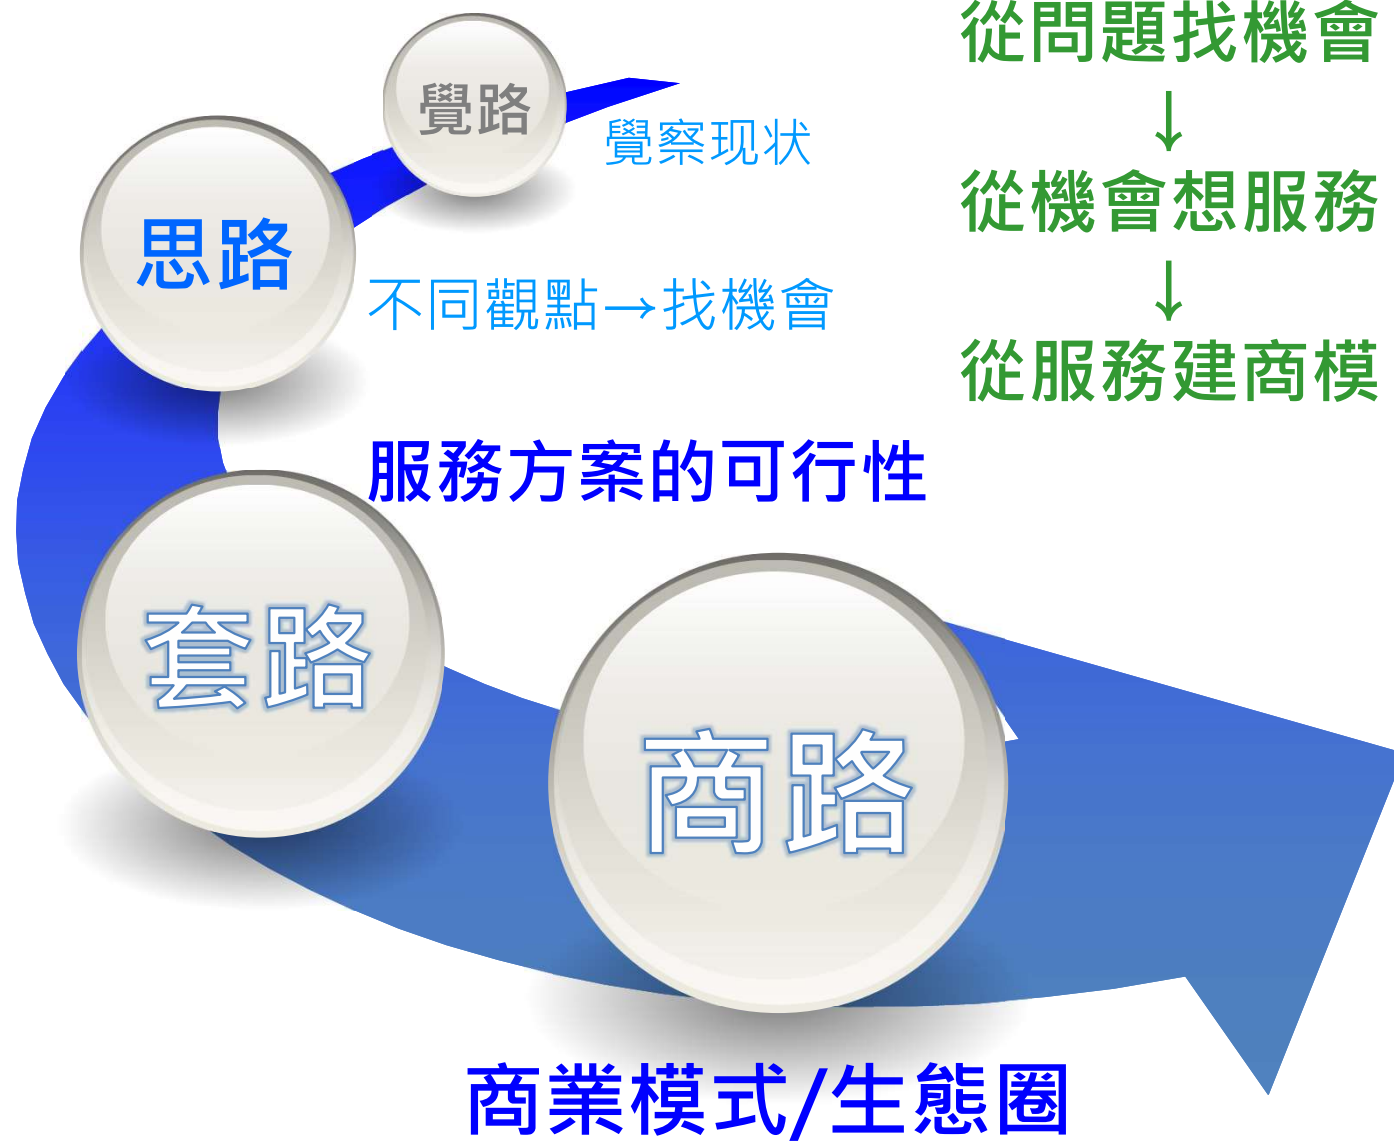 覺路
覺察现状
思路
不同觀點→找機會
服務方案的可行性
套路
商路
商業模式/生態圈
從問題找機會
↓
從機會想服務
↓
從服務建商模